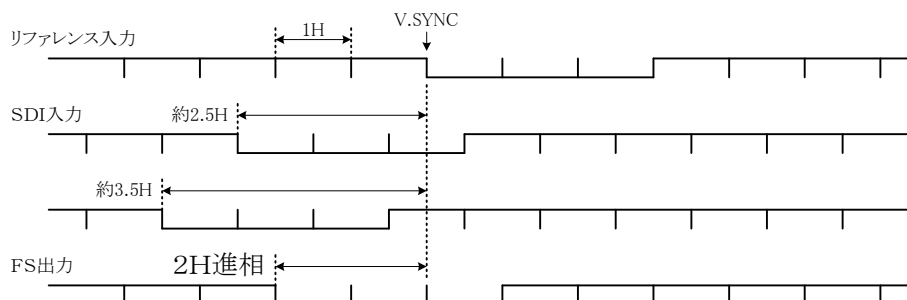 V.SYNC
1H
リファレンス入力
SDI入力
約2.5H
約3.5H
2H進相
FS出力